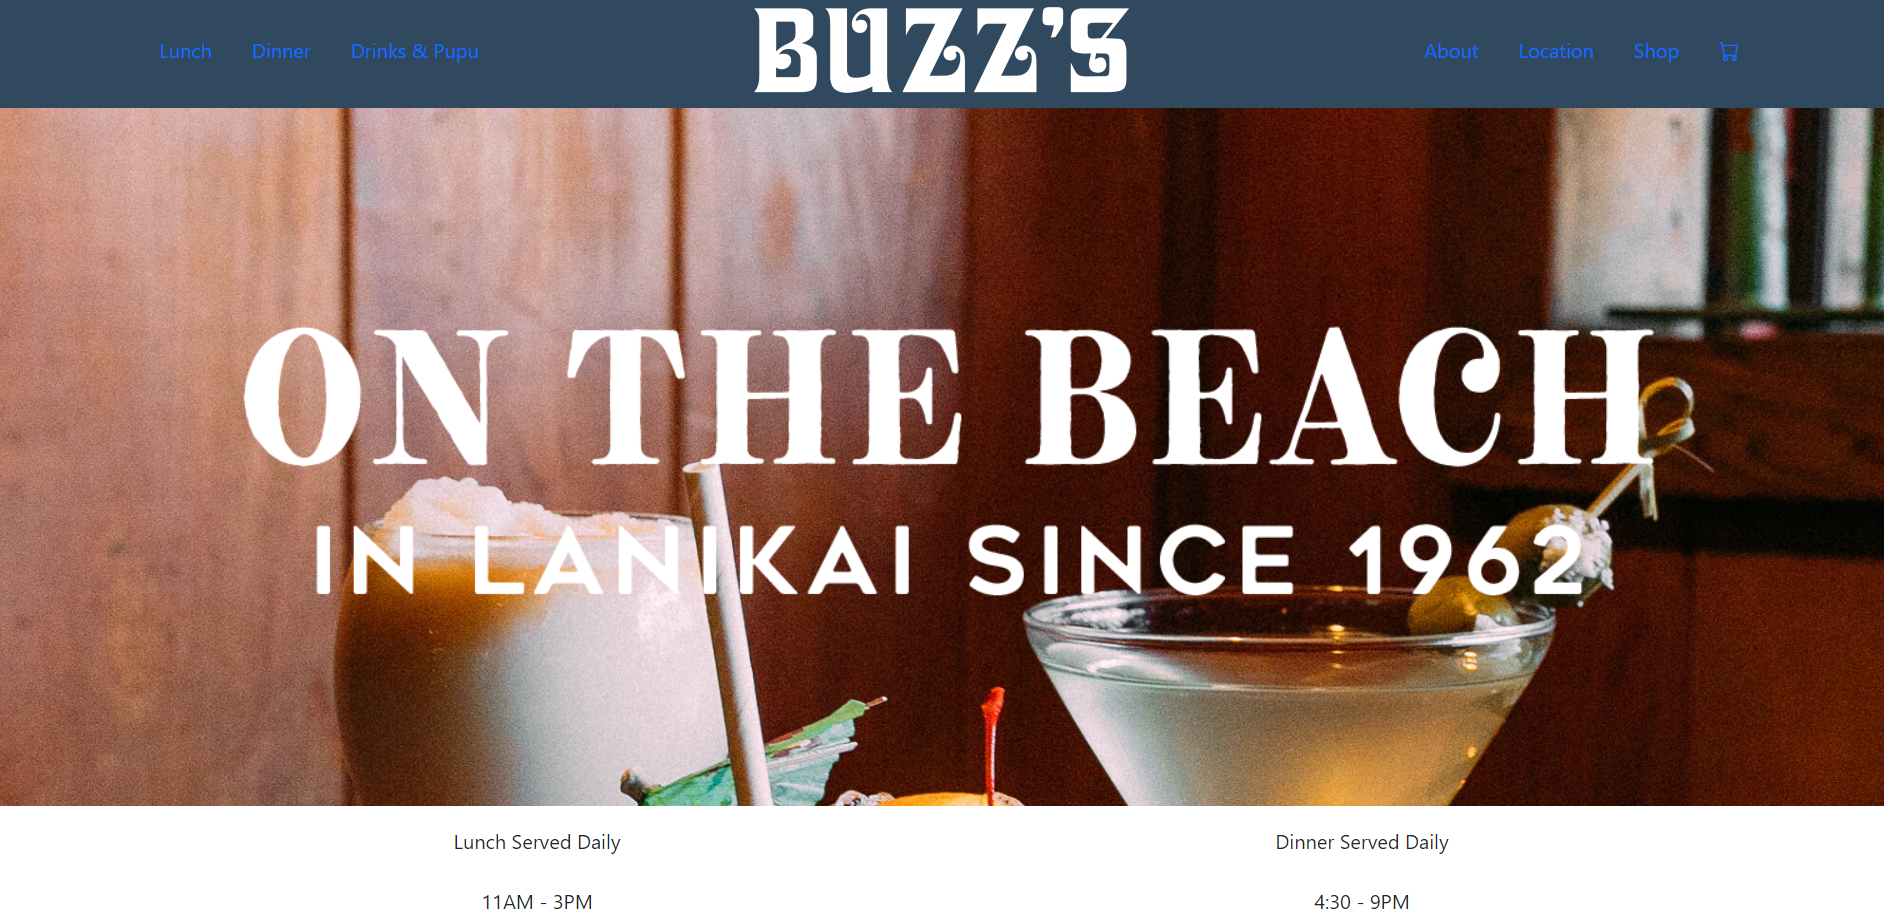 Lunch Dinner Drinks & Pupu BUZZ'S About Location Shop
ON THE BEACH
IN LANIKAI SINCE 1962
Lunch Served Daily Dinner Served Daily
11AM - 3PM 4:30 - 9PM